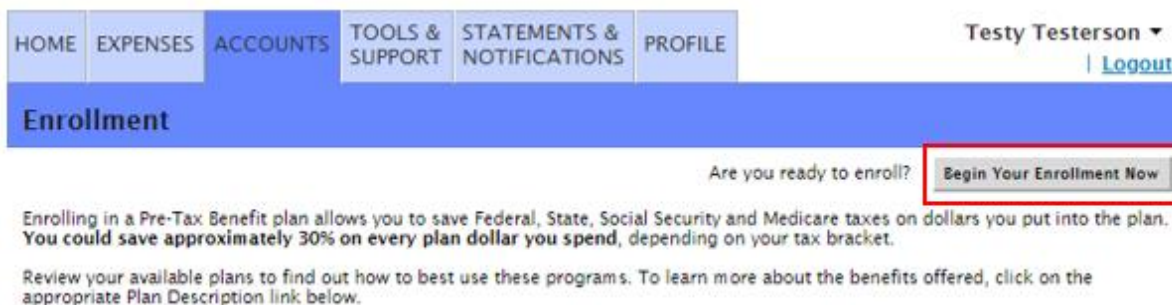 HOME EXPENSES ACCOUNTS TOOLS & SUPPORT STATEMENTS & NOTIFICATIONS PROFILE
Testy Testerson
| Logout
Enrollment
Are you ready to enroll? Begin Your Enrollment Now
Enrolling in a Pre-Tax Benefit plan allows you to save Federal, State, Social Security and Medicare taxes on dollars you put into the plan.
You could save approximately 30% on every plan dollar you spend, depending on your tax bracket.
Review your available plans to find out how to best use these programs. To learn more about the benefits offered, click on the
appropriate Plan Description link below.